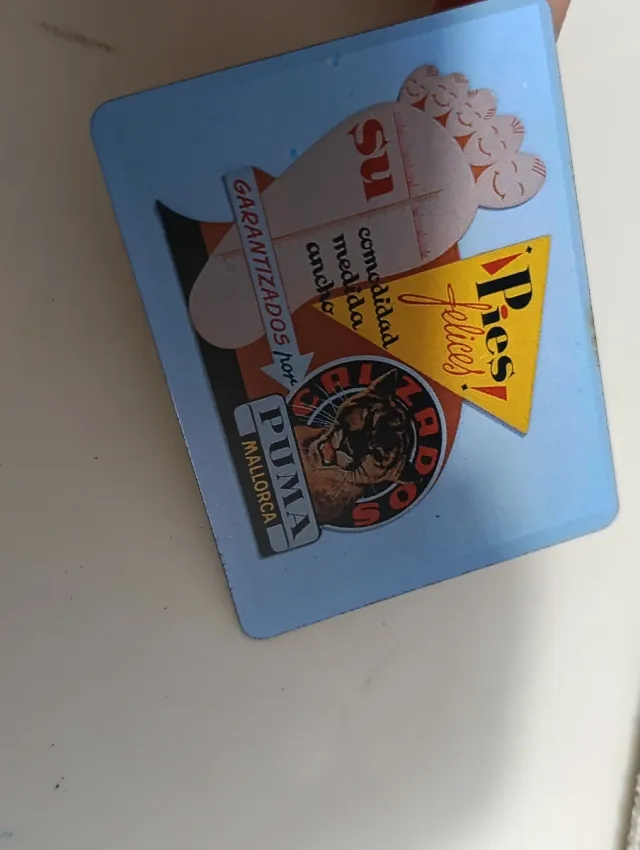 ¡Pies
felices!
su
comodidad
medida
ancho
GARANTIZADOS por
CALZADOS
PUMA
MALLORCA